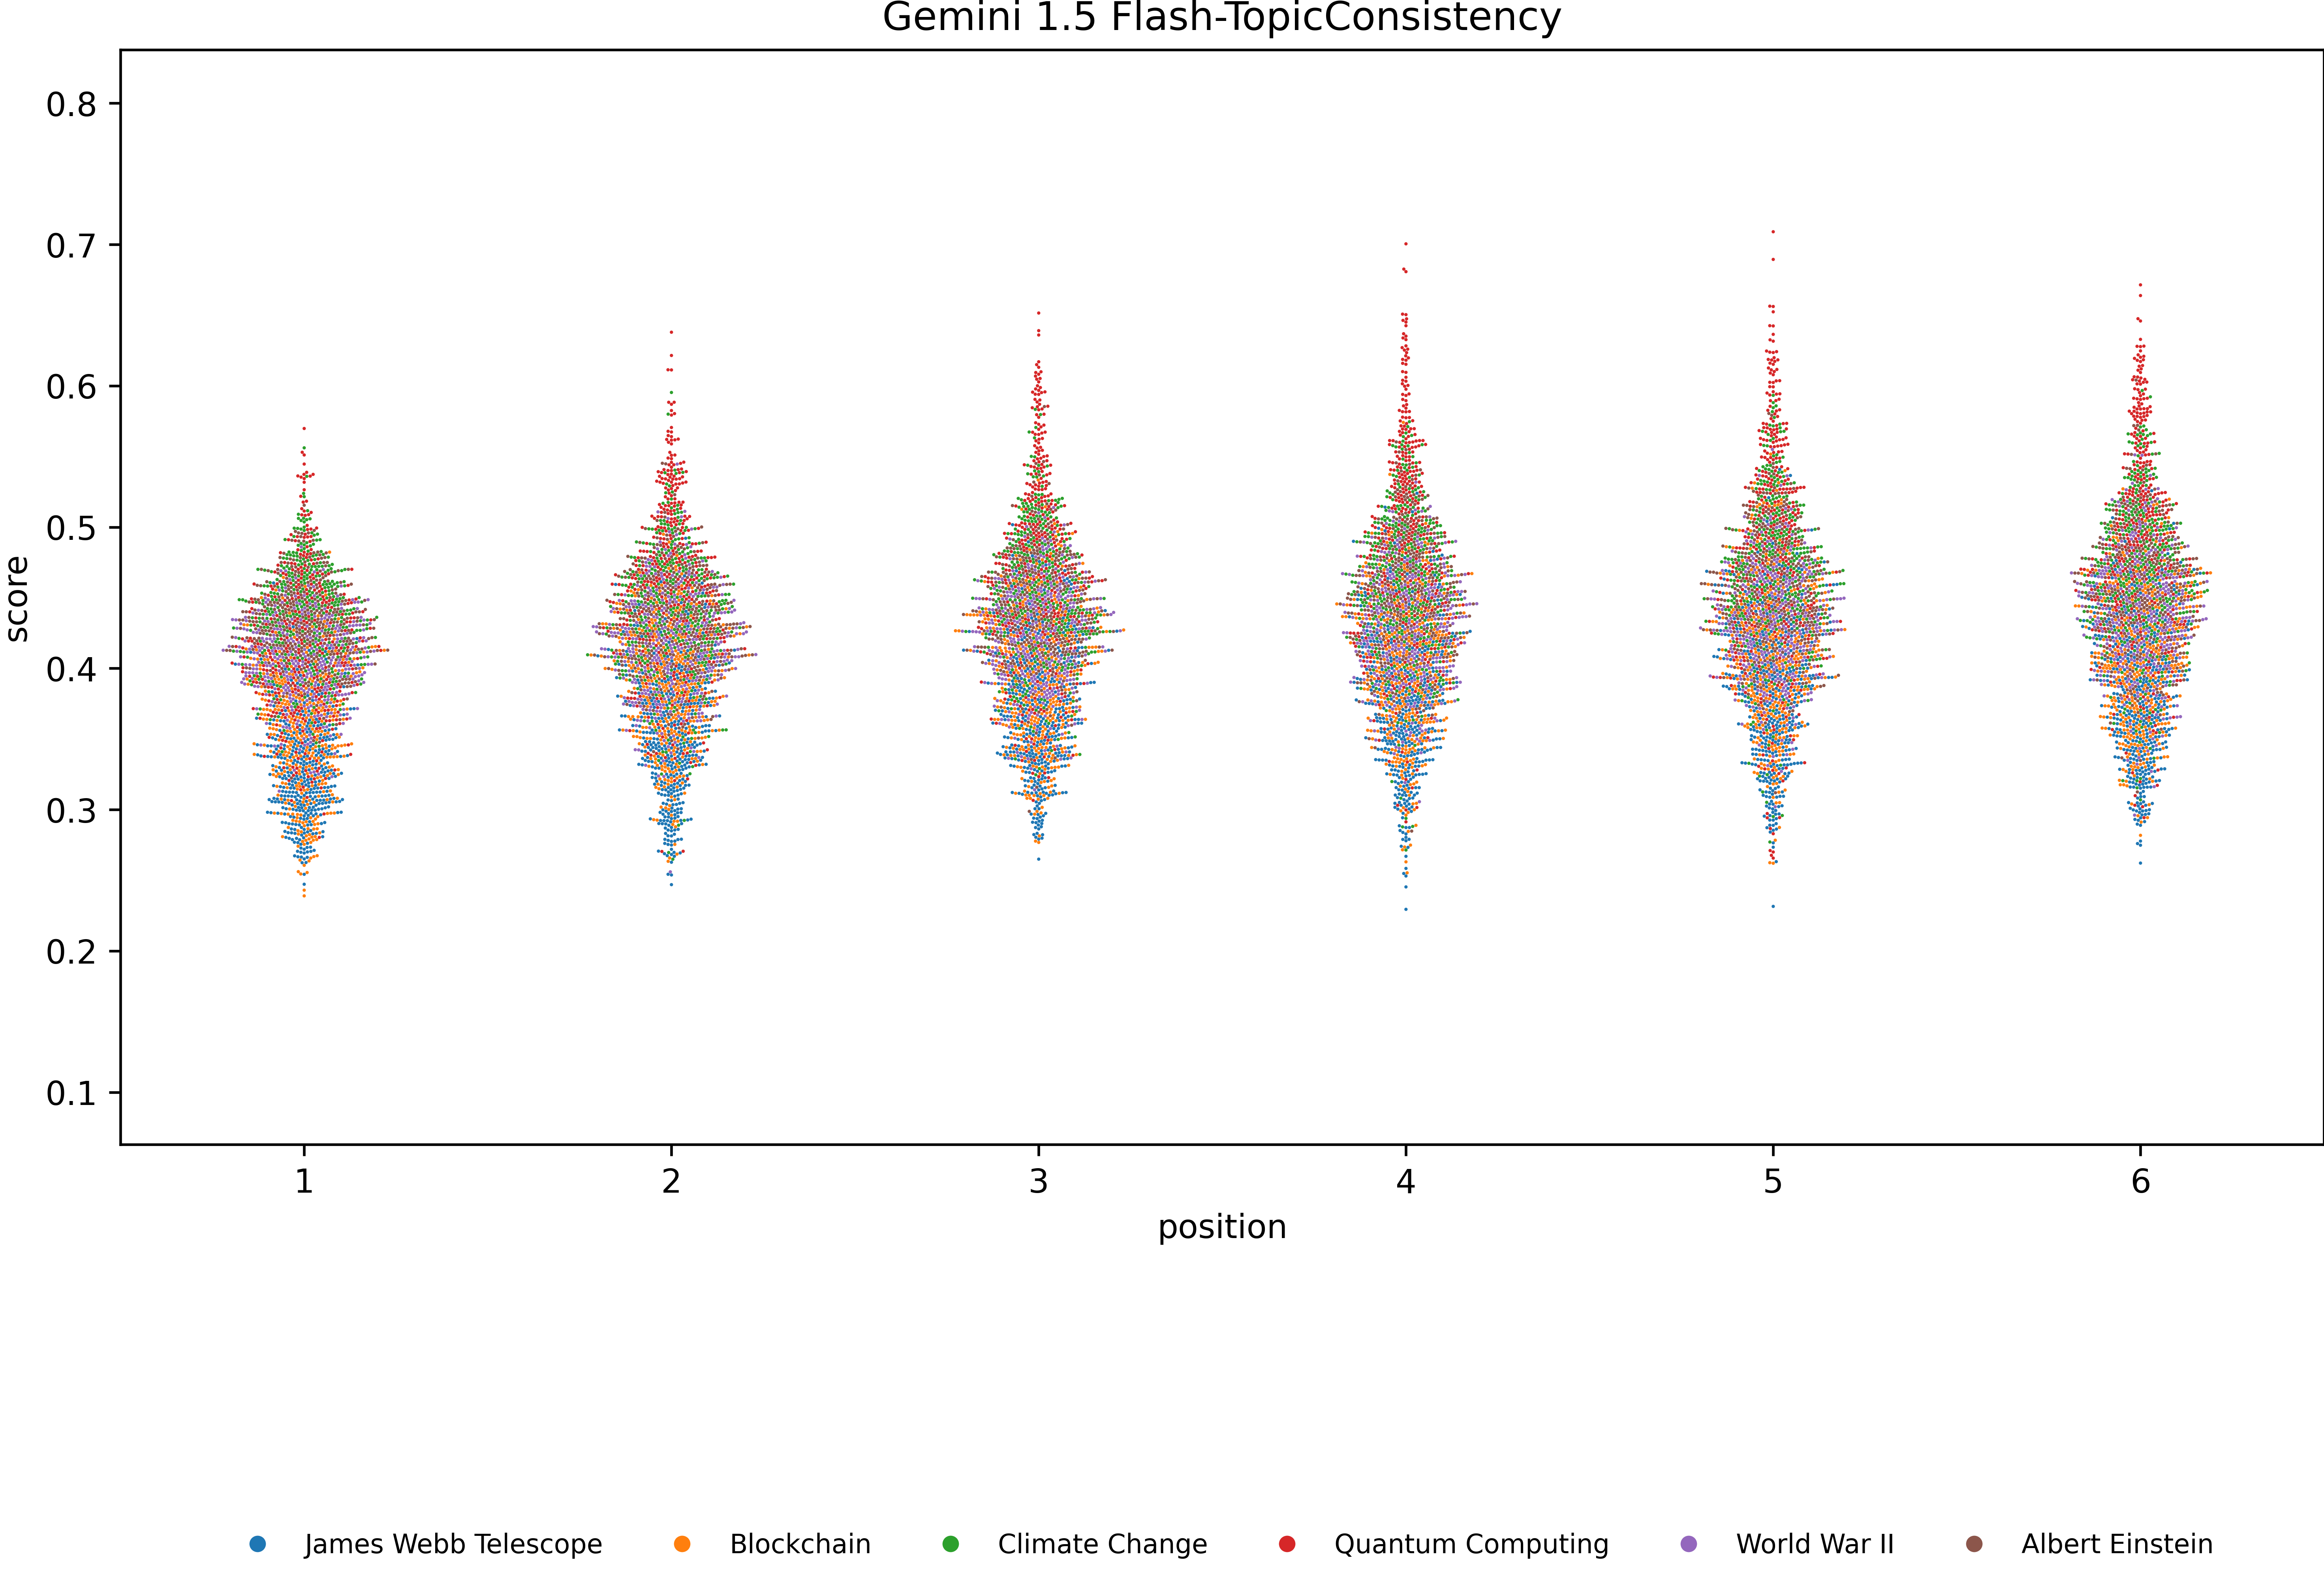 Gemini 1.5 Flash-TopicConsistency
0.8
0.7
0.6
0.5
0.4
0.3
0.2
0.1
score
1 2 3 4 5 6
position
James Webb Telescope Blockchain Climate Change Quantum Computing World War II Albert Einstein